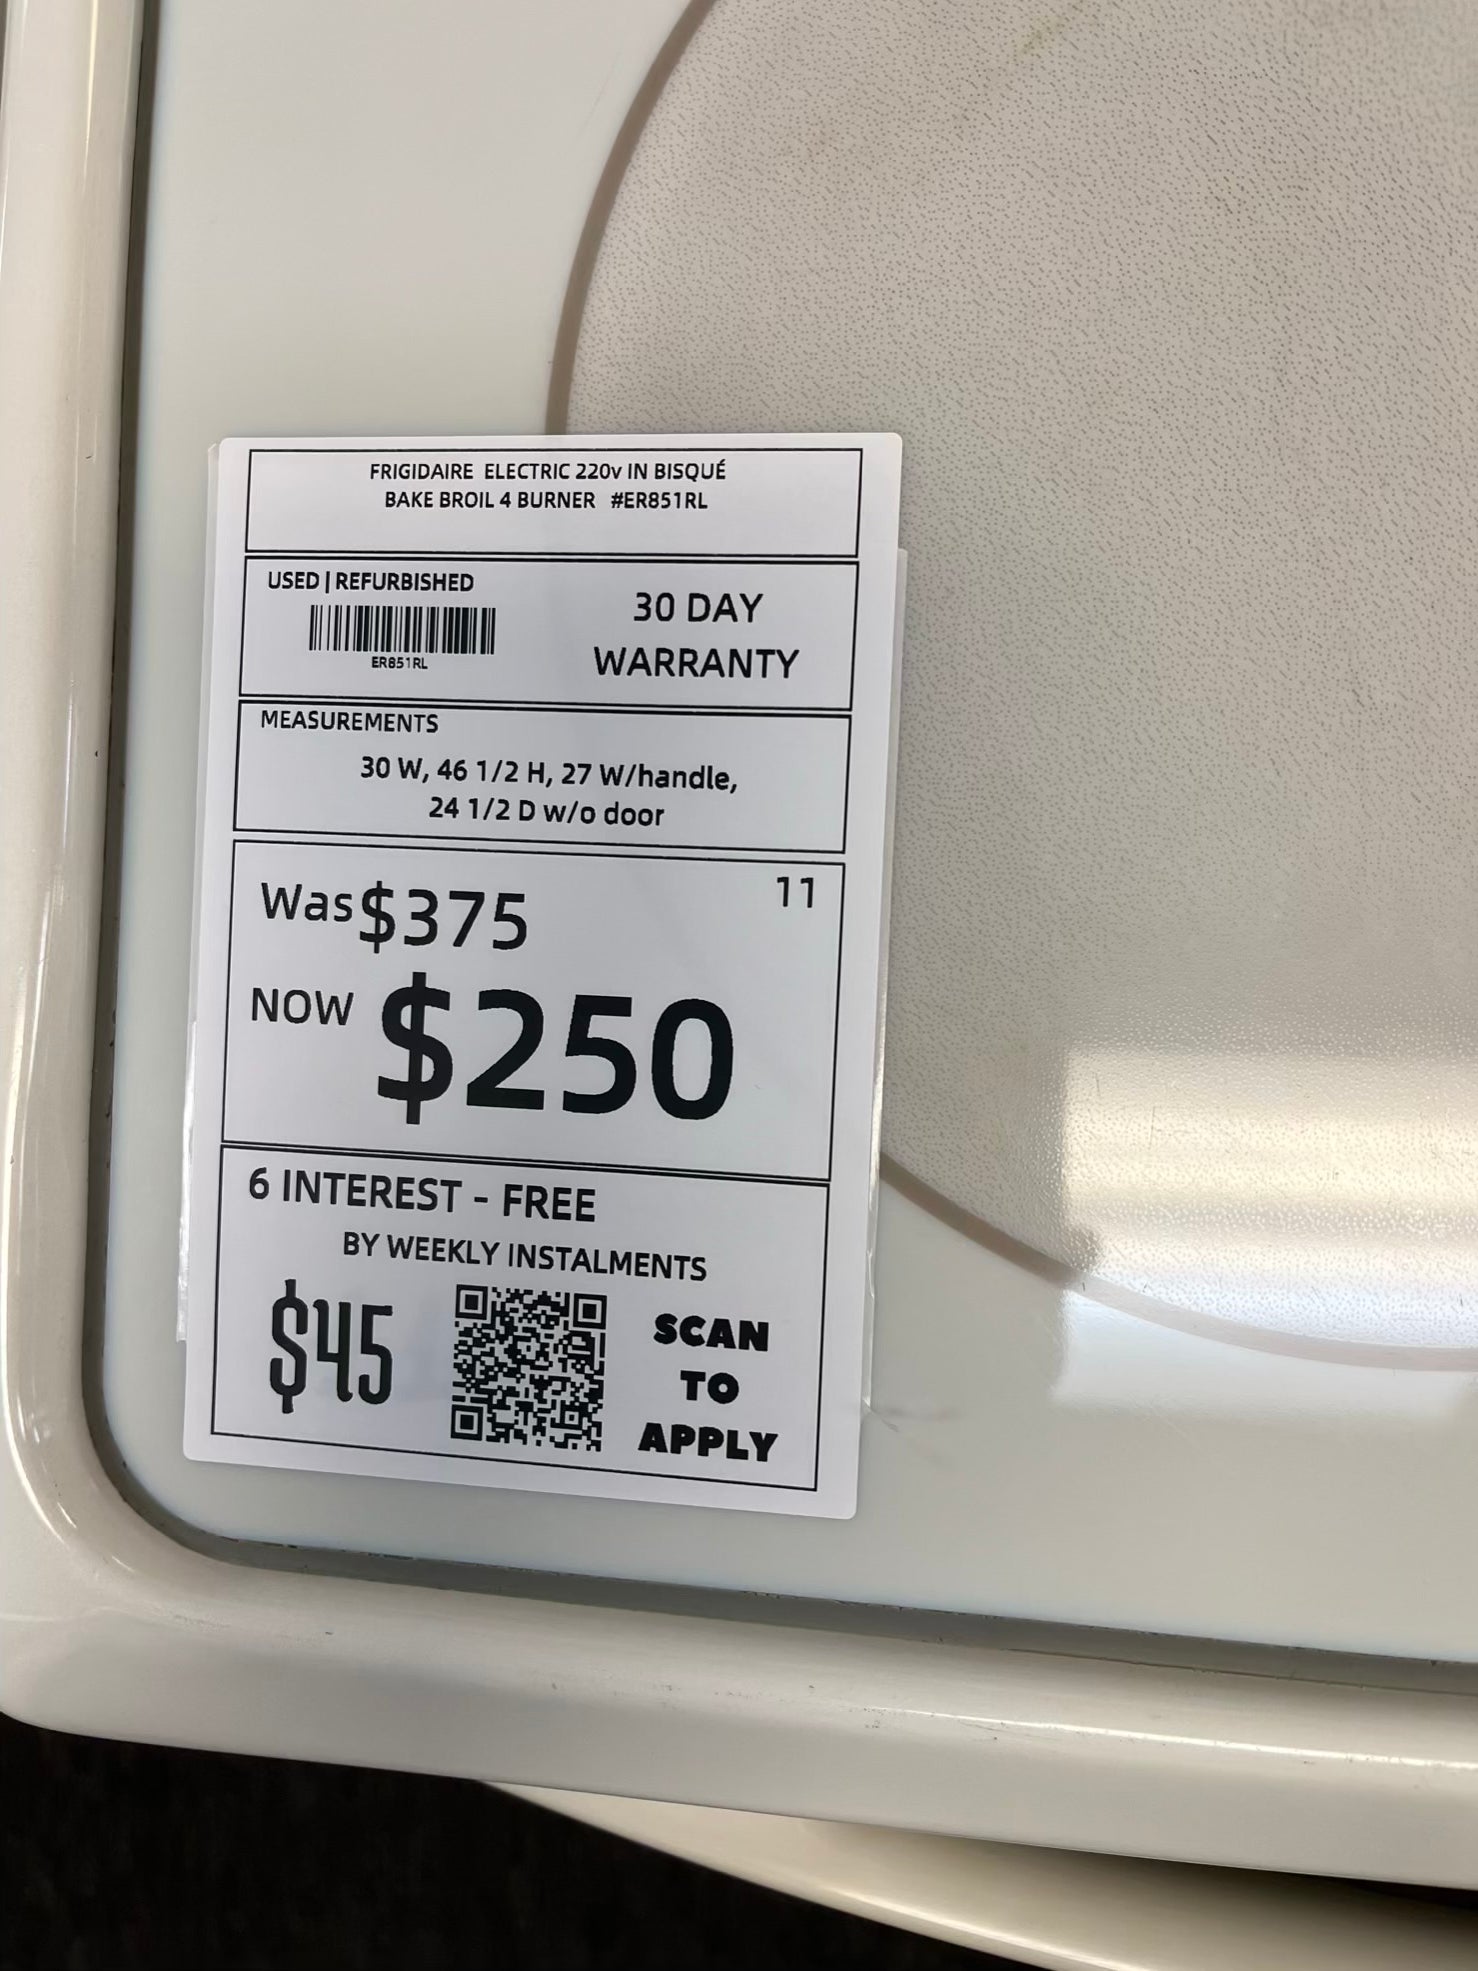 FRIGIDAIRE ELECTRIC 220v IN BISQUÉ
BAKE BROIL 4 BURNER #ER851RL
USED | REFURBISHED
ER851RL
30 DAY
WARRANTY
MEASUREMENTS
30 W, 46 1/2 H, 27 W/handle,
24 1/2 D w/o door
11
Was $375
NOW $250
6 INTEREST - FREE
BY WEEKLY INSTALMENTS
$45
SCAN
TO
APPLY